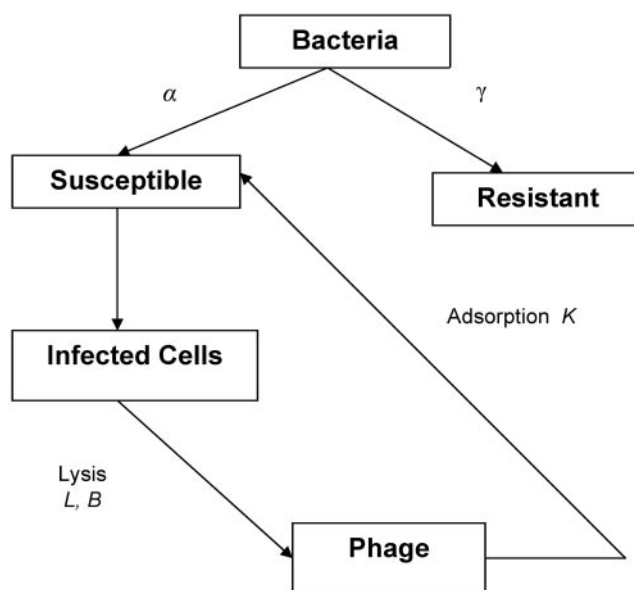 Bacteria
α
γ
Susceptible
Resistant
Adsorption K
Infected Cells
Lysis
L, B
Phage